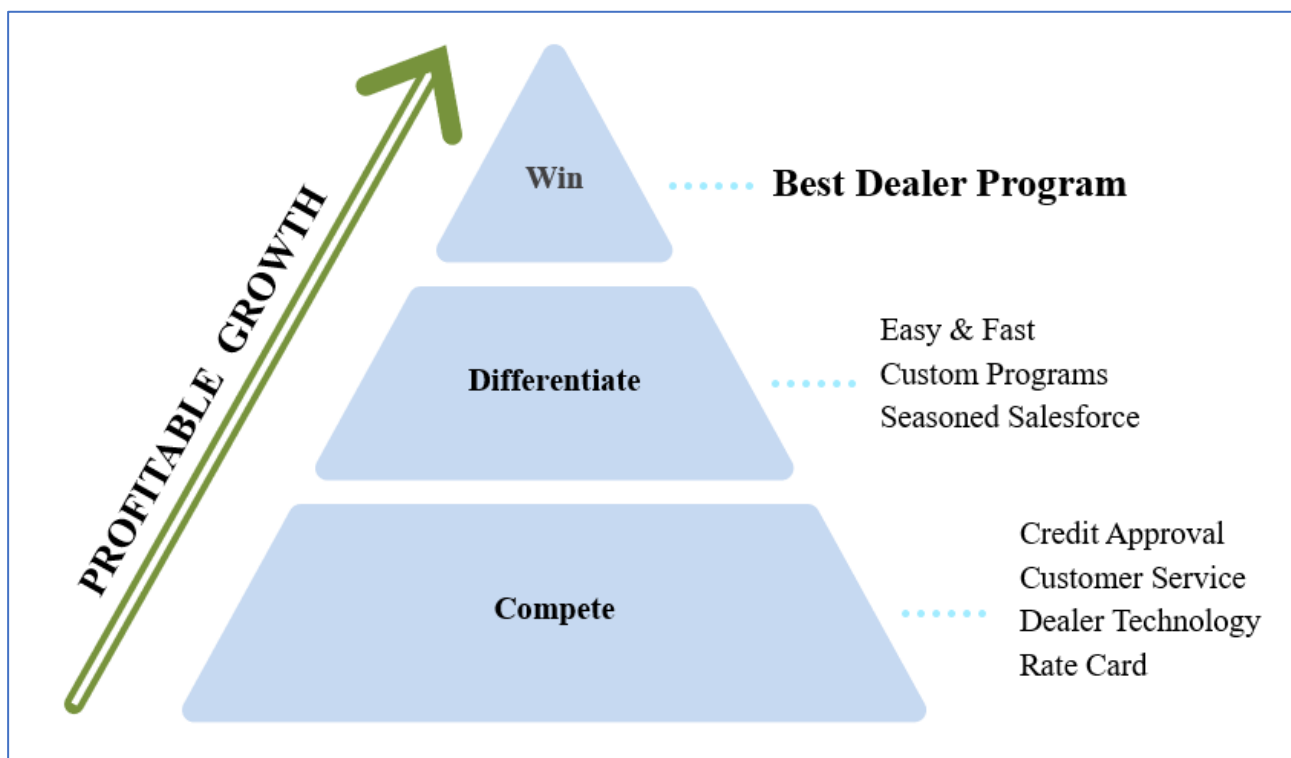 PROFITABLE GROWTH
Win
Best Dealer Program
Differentiate
Easy & Fast
Custom Programs
Seasoned Salesforce
Compete
Credit Approval
Customer Service
Dealer Technology
Rate Card